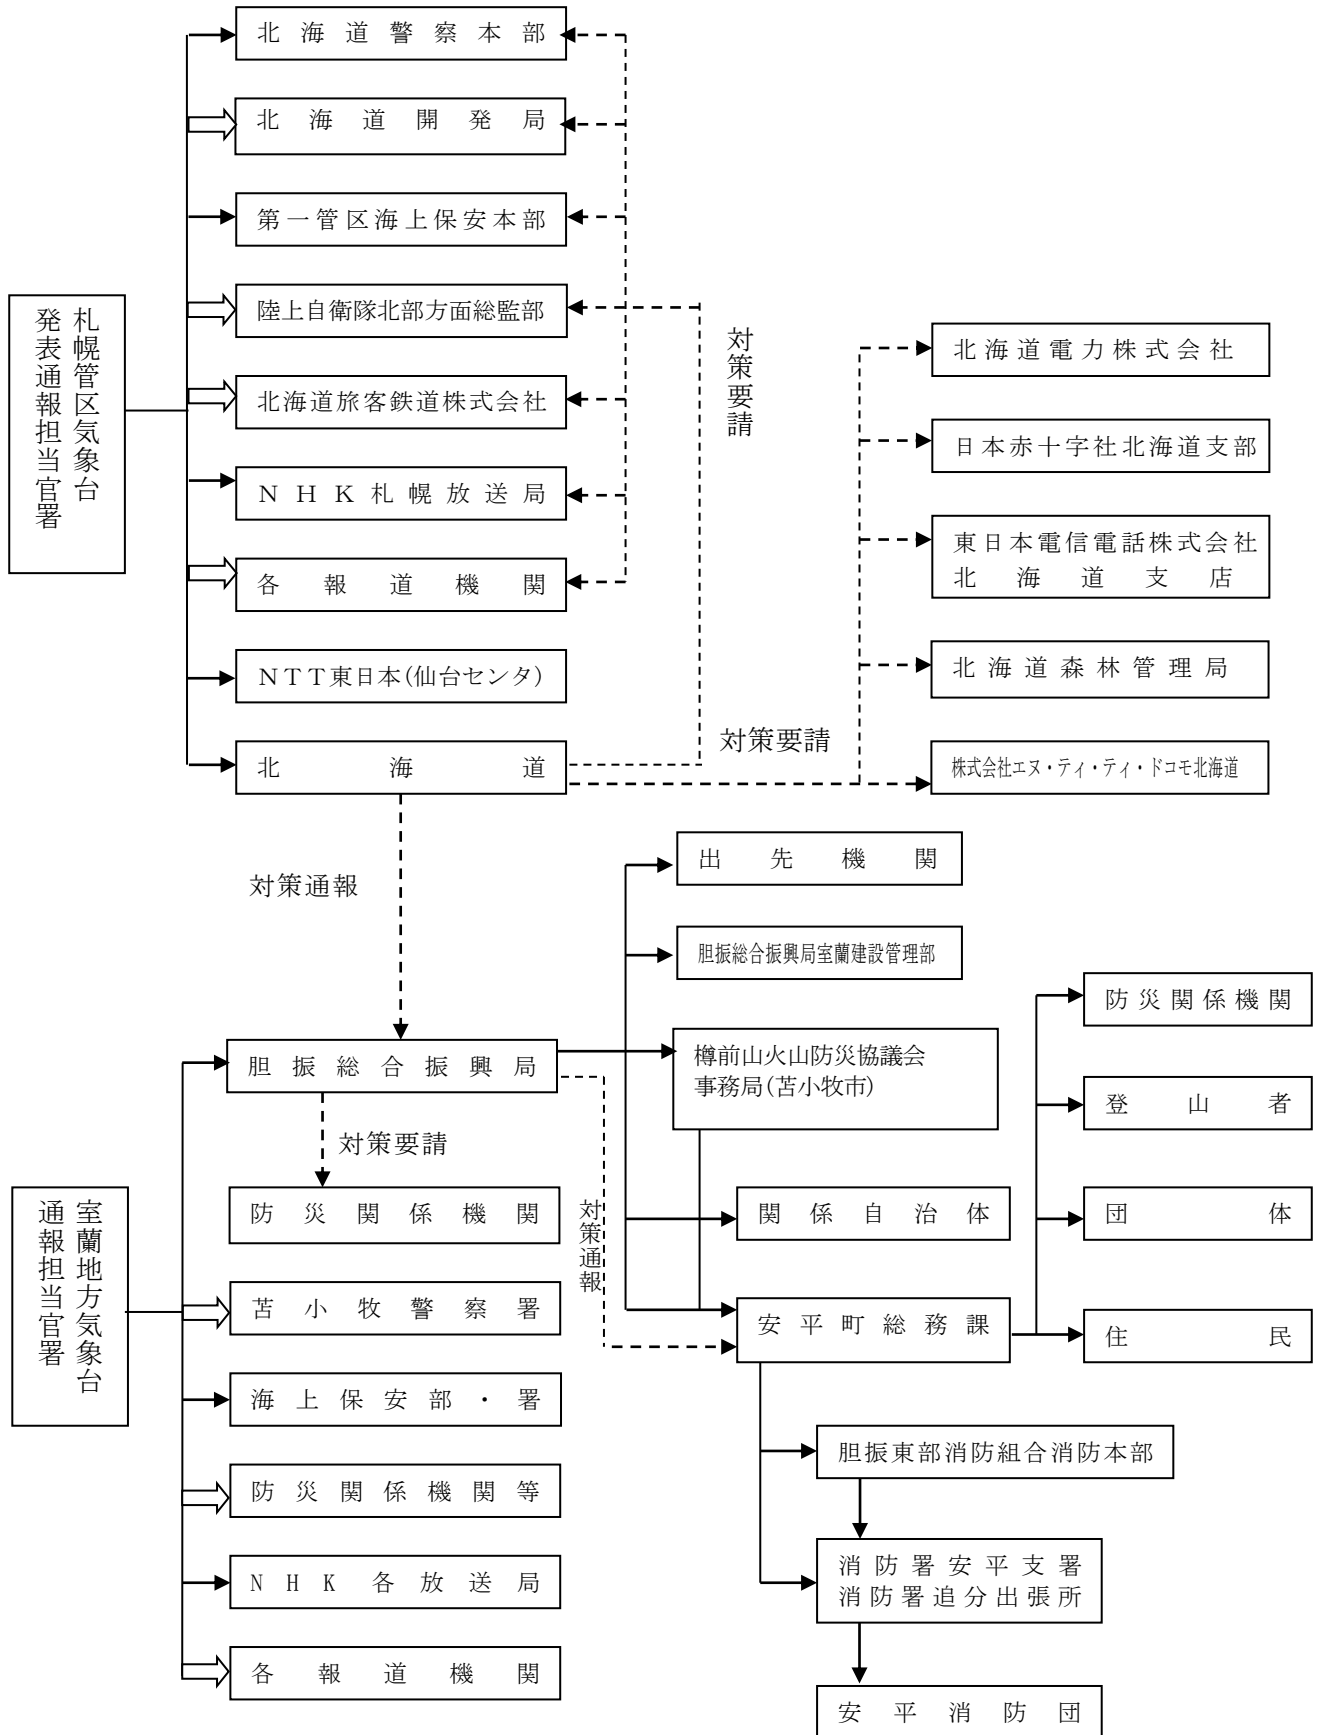 北海道警察本部
北海道開発局
第一管区海上保安本部
陸上自衛隊北部方面総監部
北海道旅客鉄道株式会社
NHK札幌放送局
各報道機関
NTT東日本(仙台センタ)
北海道
札幌管区気象台
発表通報担当官署
対策要請
北海道電力株式会社
日本赤十字社北海道支部
東日本電信電話株式会社
北海道支店
北海道森林管理局
対策要請
株式会社エヌ・ティ・ティ・ドコモ北海道
対策通報
出先機関
胆振総合振興局室蘭建設管理部
樽前山火山防災協議会
事務局(苫小牧市)
関係自治体
安平町総務課
防災関係機関
登山者
団体
住民
胆振総合振興局
対策要請
対策通報
防災関係機関
苫小牧警察署
海上保安部・署
防災関係機関等
NHK各放送局
各報道機関
室蘭地方気象台
通報担当官署
胆振東部消防組合消防本部
消防署安平支署
消防署追分出張所
安平消防団